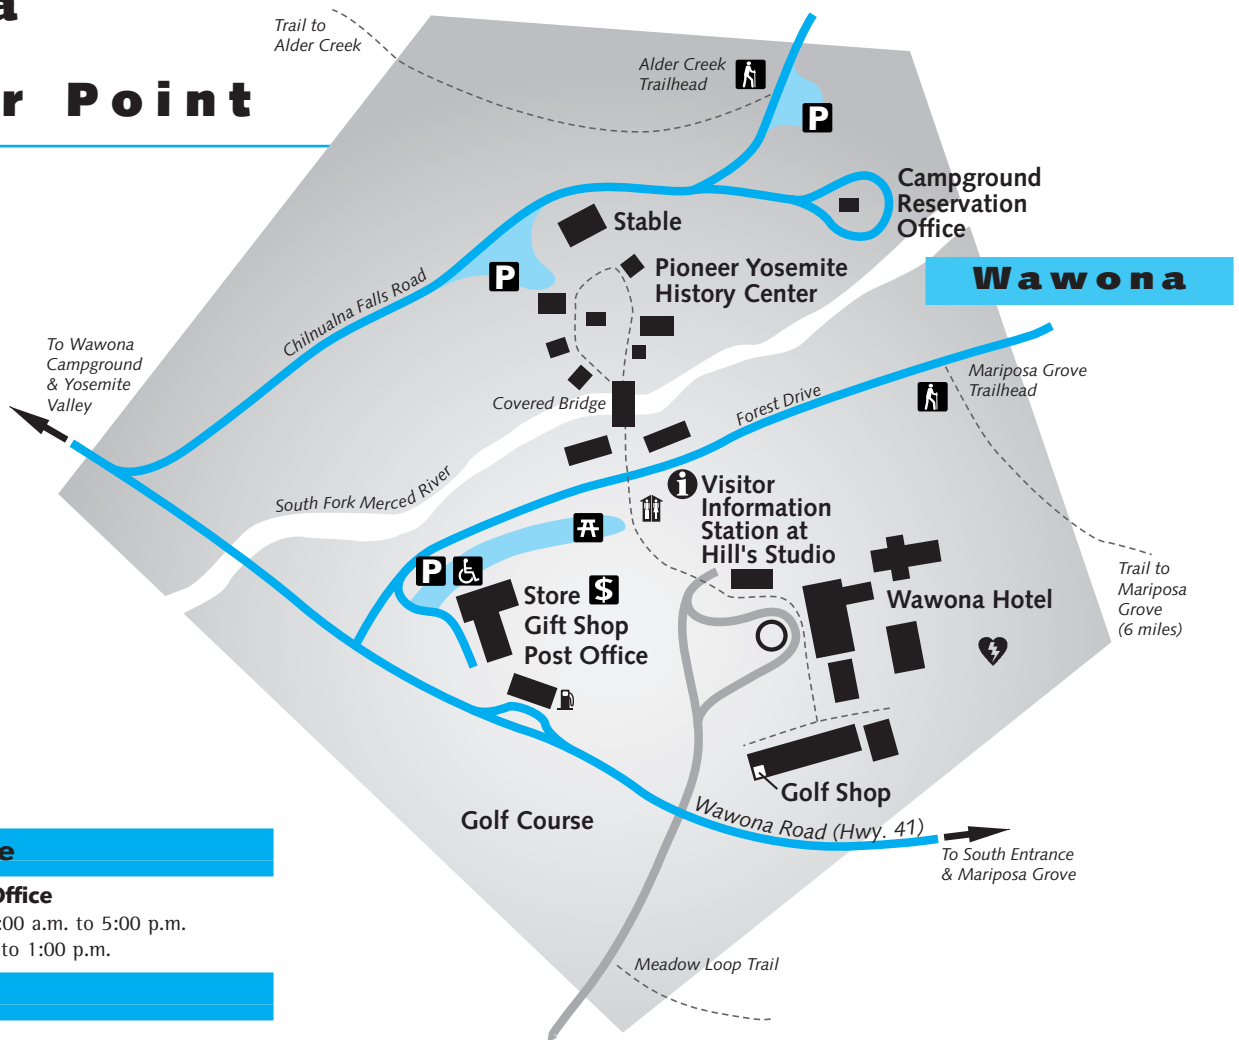 a
r Point
Trail to
Alder Creek
Alder Creek
Trailhead
P
Campground
Reservation
Office
Stable
Wawona
P
Pioneer Yosemite
History Center
Chilnualna Falls Road
To Wawona
Campground
& Yosemite
Valley
Mariposa Grove
Trailhead
Covered Bridge
Forest Drive
South Fork Merced River
i
Visitor
Information
Station at
Hill's Studio
P
Store $
Gift Shop
Post Office
Wawona Hotel
Trail to
Mariposa
Grove
(6 miles)
Golf Shop
Golf Course
Wawona Road (Hwy. 41)
To South Entrance
& Mariposa Grove
e
Office
:00 a.m. to 5:00 p.m.
to 1:00 p.m.
Meadow Loop Trail